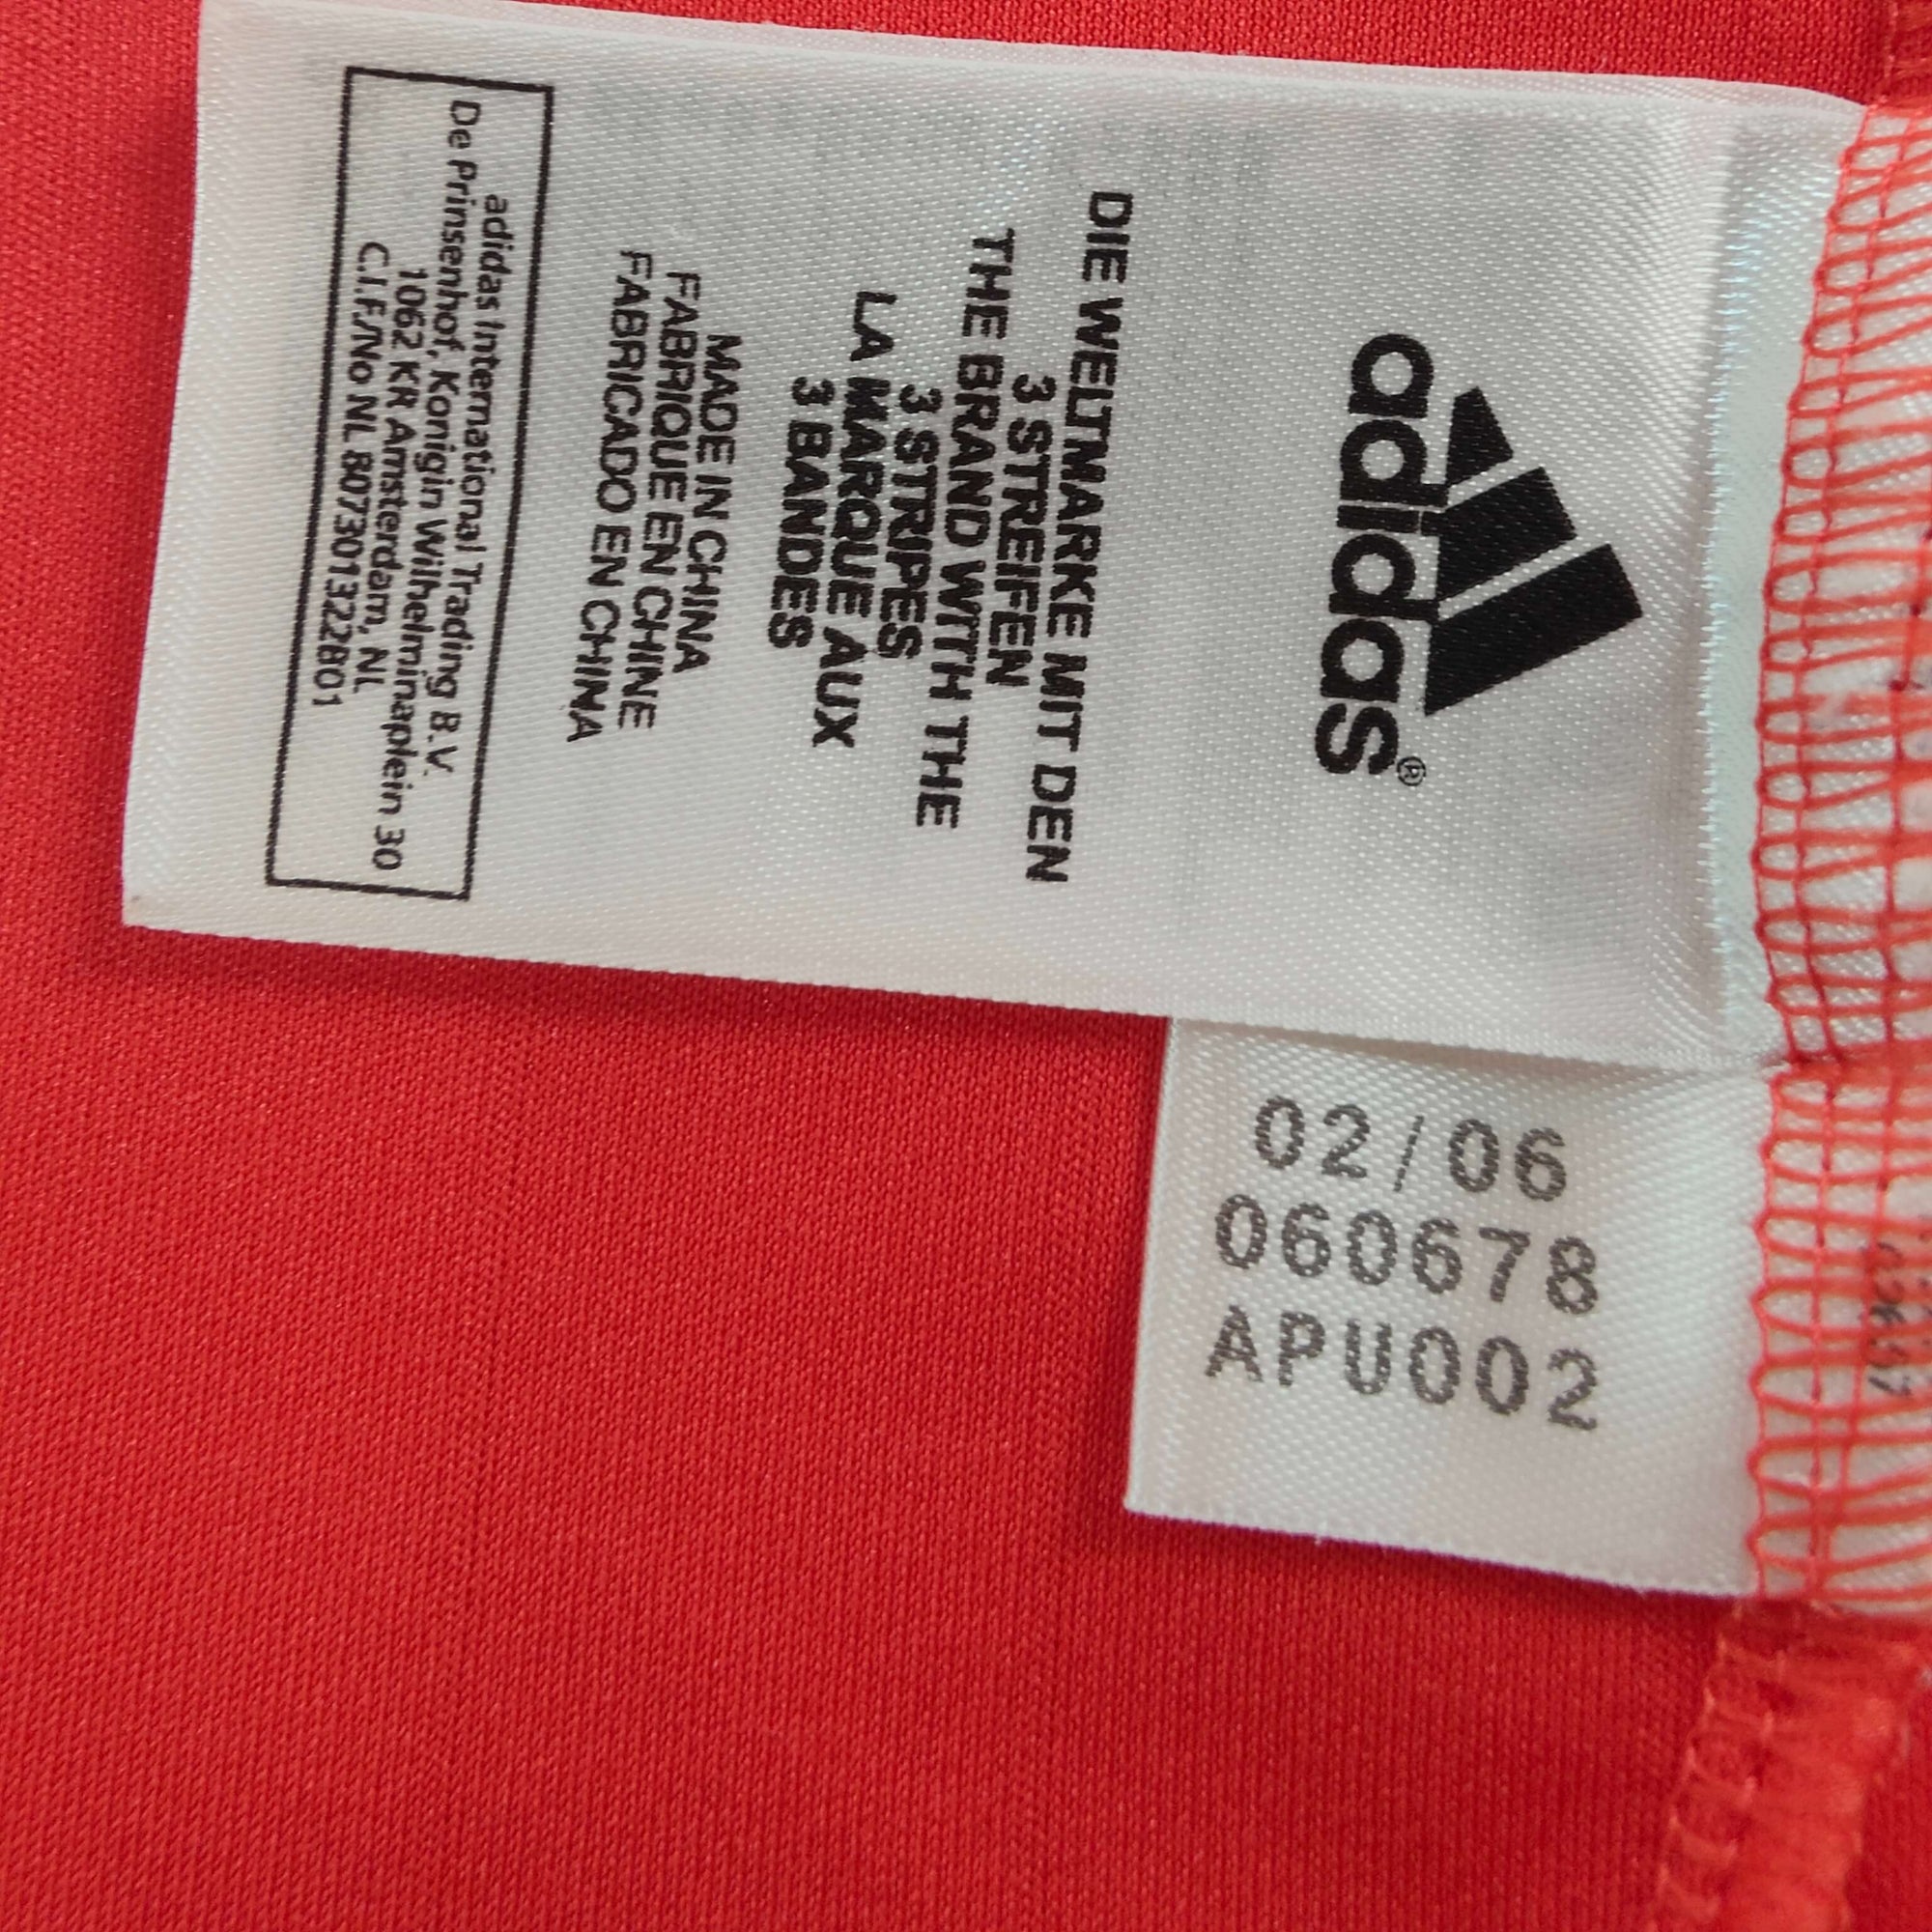 adidas®
DIE WELTMARKE MIT DEN
3 STREIFEN
THE BRAND WITH THE
3 STRIPES
LA MARQUE AUX
3 BANDES
MADE IN CHINA
FABRIQUE EN CHINE
FABRICADO EN CHINA
adidas International Trading B.V.
De Prinsenhof, Konigin Wilhelminaplein 30
1062 KR Amsterdam, NL
C.I.F./No NL 807301322B01
02/06
060678
APU002